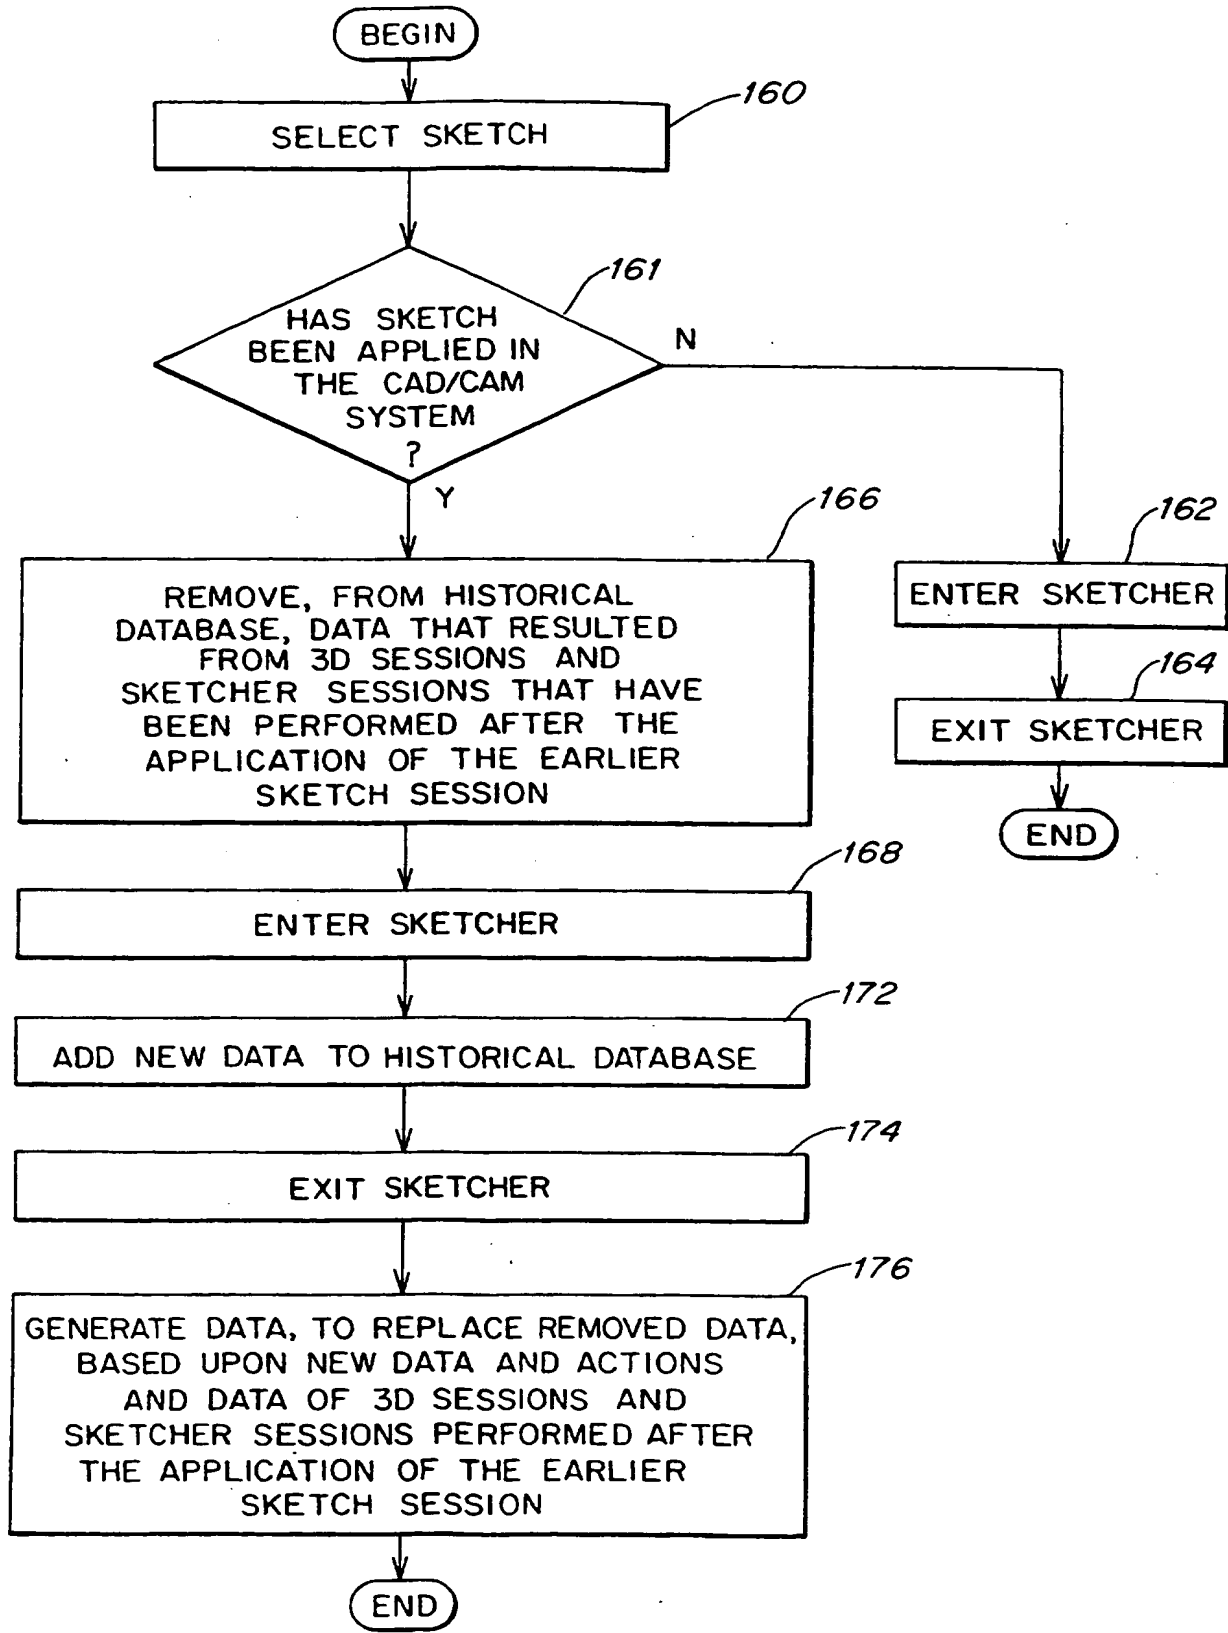 BEGIN
160
SELECT SKETCH
161
HAS SKETCH
BEEN APPLIED IN
THE CAD/CAM
SYSTEM
?
N
Y
166
REMOVE, FROM HISTORICAL
DATABASE, DATA THAT RESULTED
FROM 3D SESSIONS AND
SKETCHER SESSIONS THAT HAVE
BEEN PERFORMED AFTER THE
APPLICATION OF THE EARLIER
SKETCH SESSION
162
ENTER SKETCHER
164
EXIT SKETCHER
END
168
ENTER SKETCHER
172
ADD NEW DATA TO HISTORICAL DATABASE
174
EXIT SKETCHER
176
GENERATE DATA, TO REPLACE REMOVED DATA,
BASED UPON NEW DATA AND ACTIONS
AND DATA OF 3D SESSIONS AND
SKETCHER SESSIONS PERFORMED AFTER
THE APPLICATION OF THE EARLIER
SKETCH SESSION
END